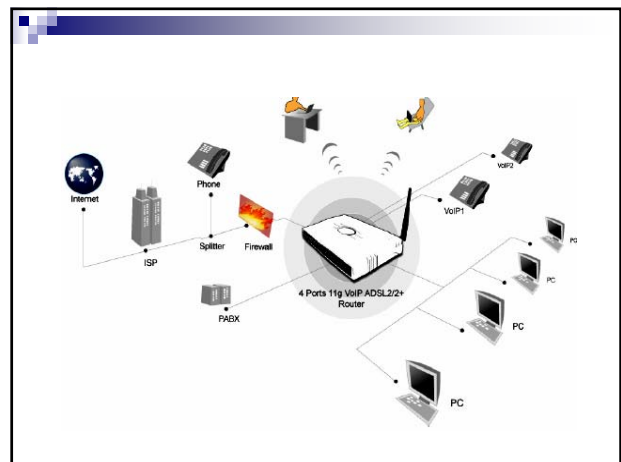 Internet
ISP
Phone
Splitter
Firewall
PABX
4 Ports 11g VoIP ADSL2/2+
Router
VoIP2
VoIP1
PC
PC
PC
PC